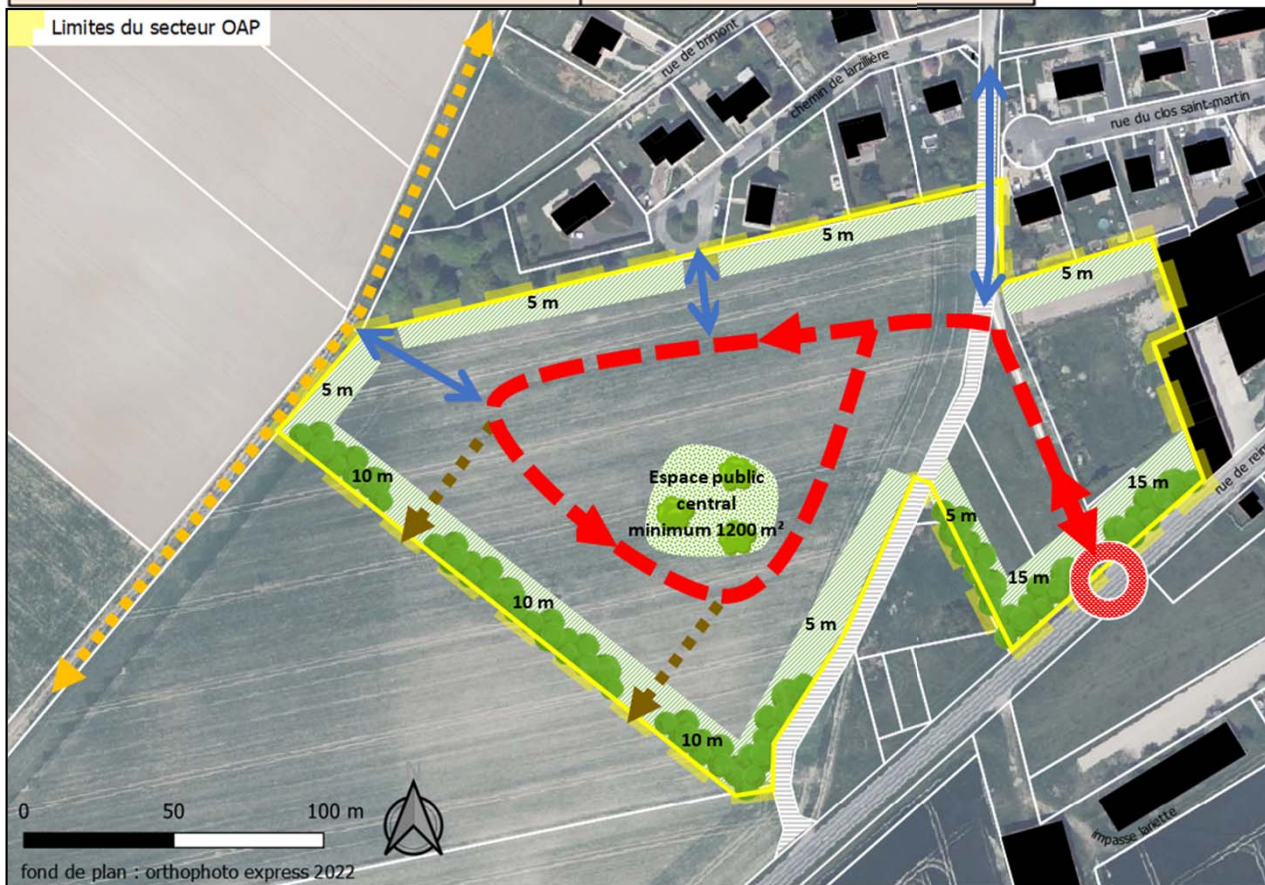 Limites du secteur OAP
rue de brimont
chemin de larzillière
rue du clos saint-martin
5 m
5 m
5 m
5 m
10 m
Espace public
central
minimum 1200 m²
15 m
5 m
15 m
10 m
5 m
10 m
rue de reim
impasse lariette
0 50 100 m
fond de plan : orthophoto express 2022